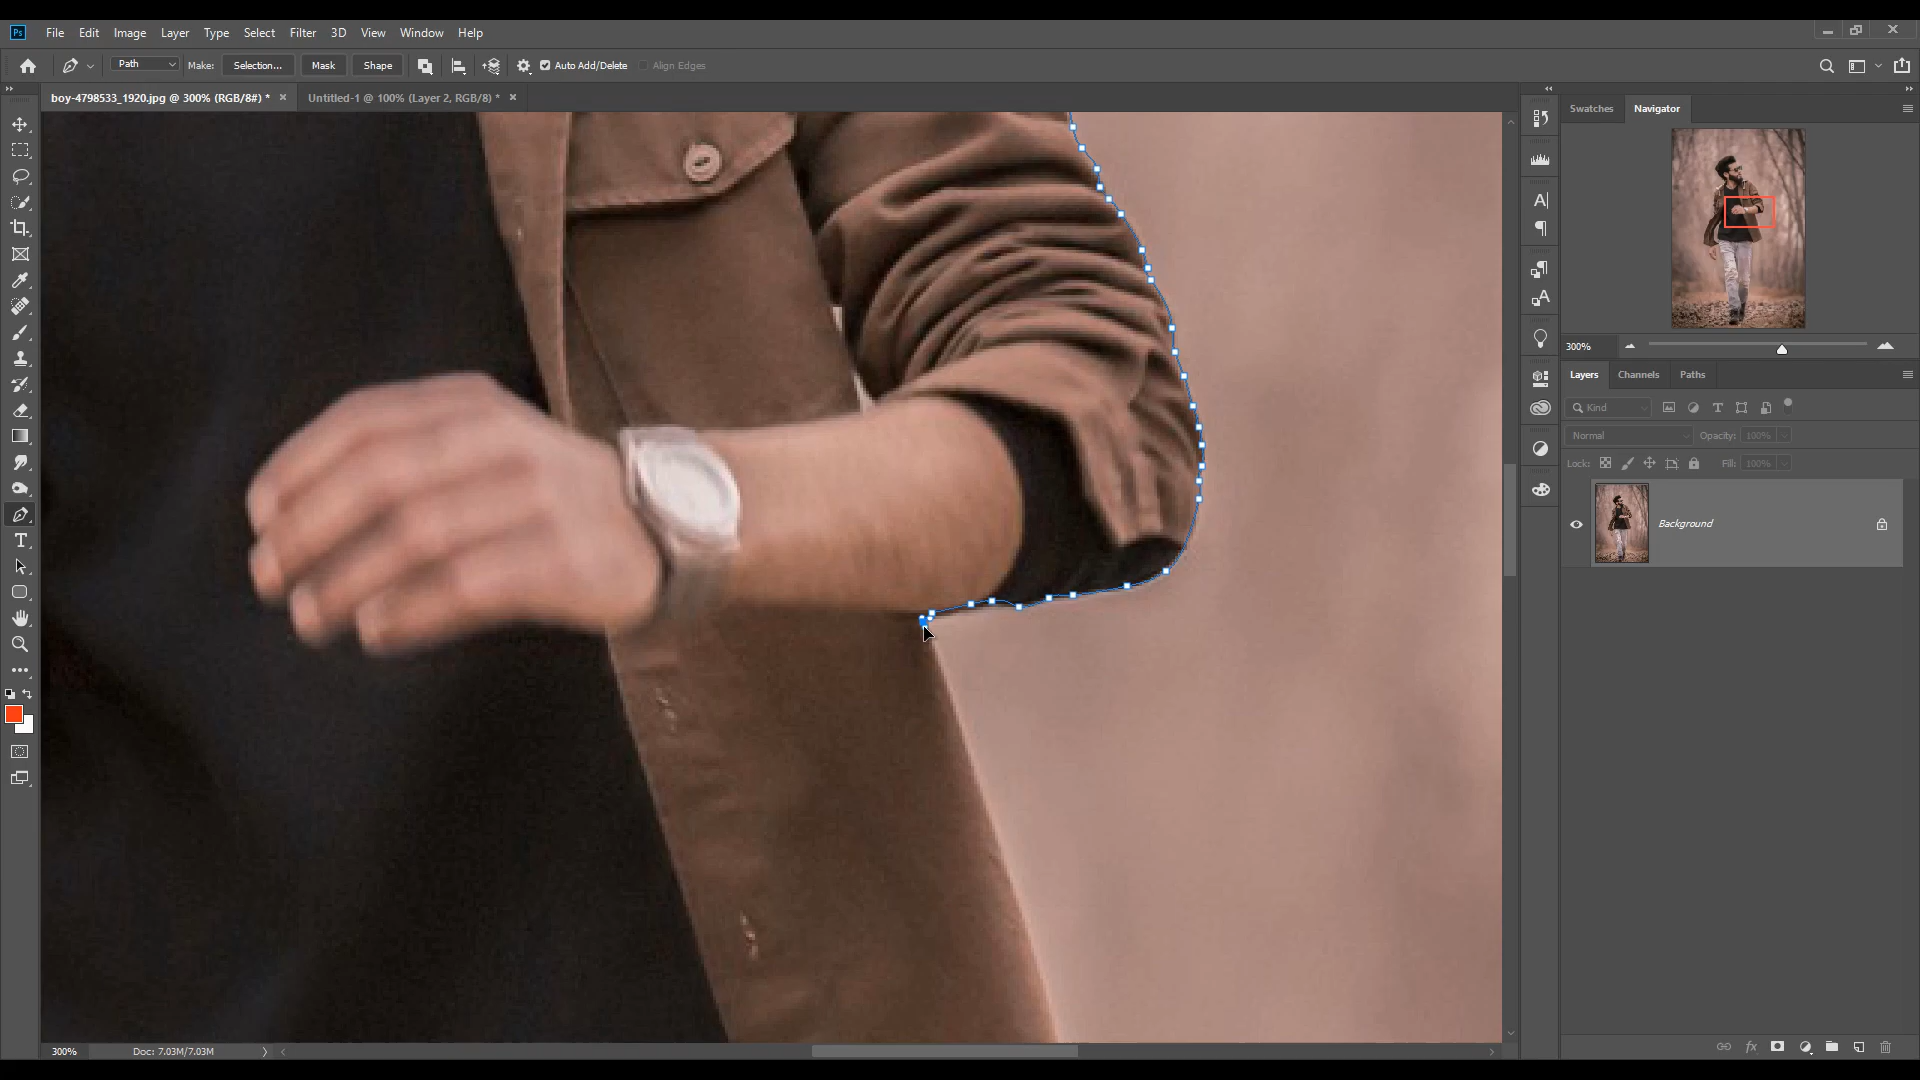 Ps File Edit Image Layer Type Select Filter 3D View Window Help
Path Make: Selection... Mask Shape Auto Add/Delete Align Edges
boy-4798533_1920.jpg @ 300% (RGB/8#) * × Untitled-1 @ 100% (Layer 2, RGB/8) * ×
Swatches Navigator
300%
Layers Channels Paths
Kind
Normal Opacity: 100%
Lock: Fill: 100%
Background
fx
300% Doc: 7.03M/7.03M